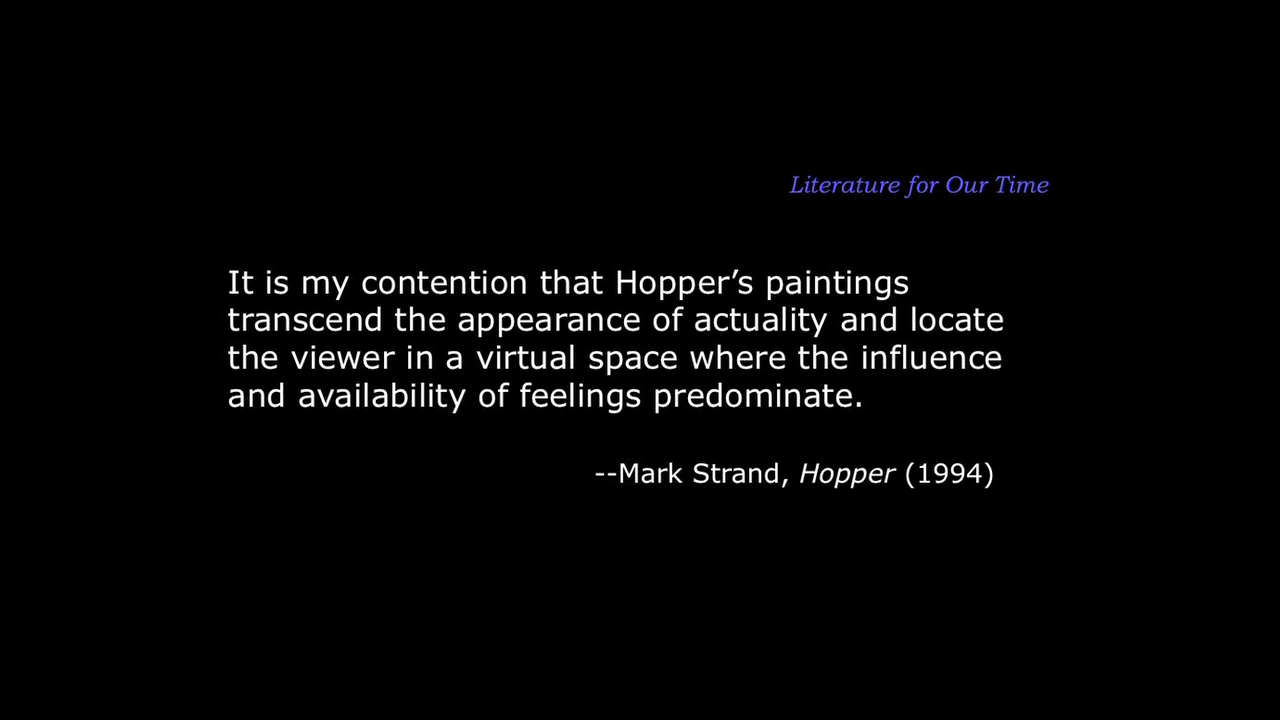 Literature for Our Time
It is my contention that Hopper’s paintings
transcend the appearance of actuality and locate
the viewer in a virtual space where the influence
and availability of feelings predominate.
--Mark Strand, Hopper (1994)